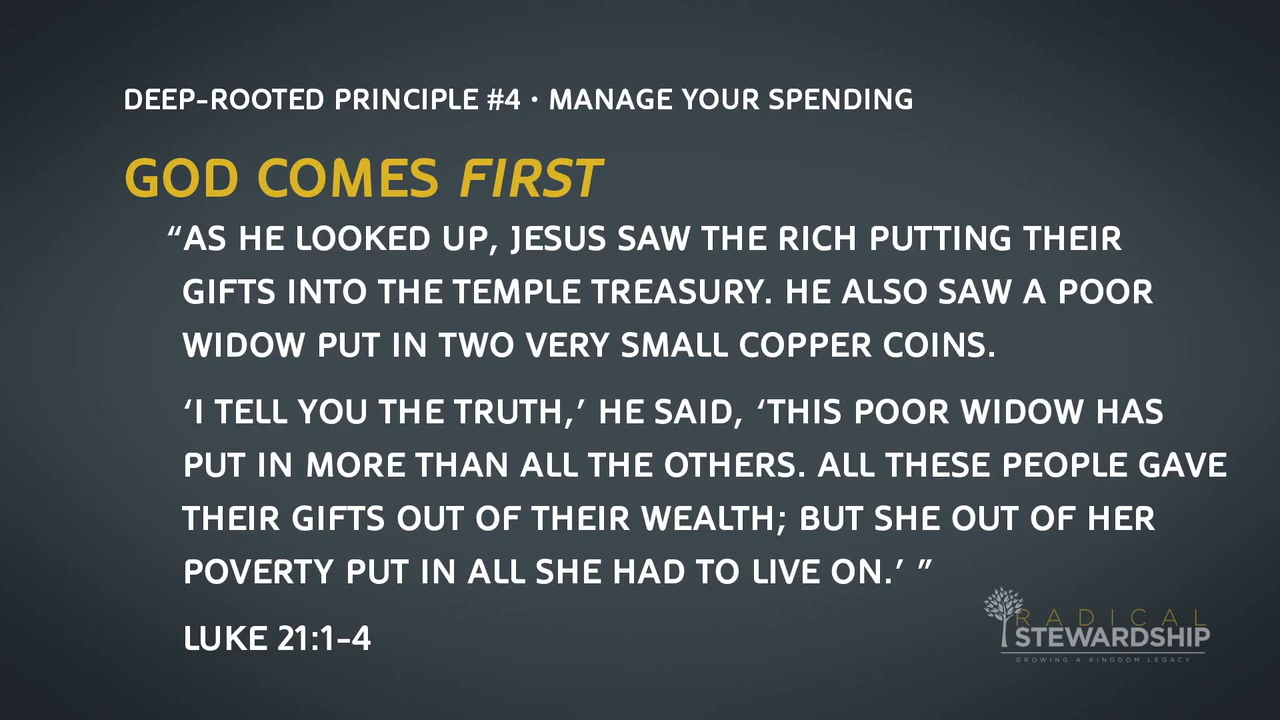 DEEP-ROOTED PRINCIPLE #4 · MANAGE YOUR SPENDING
GOD COMES FIRST
“AS HE LOOKED UP, JESUS SAW THE RICH PUTTING THEIR
GIFTS INTO THE TEMPLE TREASURY. HE ALSO SAW A POOR
WIDOW PUT IN TWO VERY SMALL COPPER COINS.
‘I TELL YOU THE TRUTH,’ HE SAID, ‘THIS POOR WIDOW HAS
PUT IN MORE THAN ALL THE OTHERS. ALL THESE PEOPLE GAVE
THEIR GIFTS OUT OF THEIR WEALTH; BUT SHE OUT OF HER
POVERTY PUT IN ALL SHE HAD TO LIVE ON.’ ”
LUKE 21:1-4
RADICAL
STEWARDSHIP
GROWING A KINGDOM LEGACY